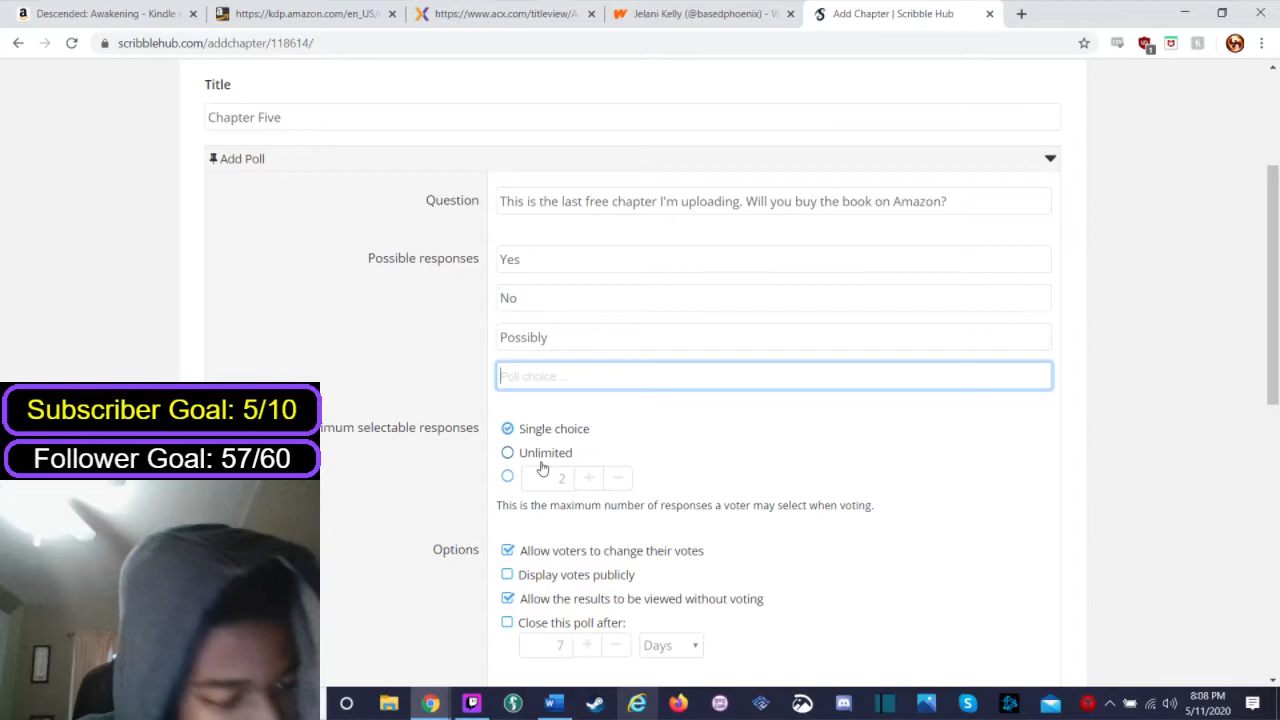 Descended: Awakening - Kindle e
https://kdp.amazon.com/en_US/
https://www.acx.com/titleview/A
Jelani Kelly (@basedphoenix) - W
Add Chapter | Scribble Hub
scribblehub.com/addchapter/118614/
Title
Chapter Five
Add Poll
Question
This is the last free chapter I'm uploading. Will you buy the book on Amazon?
Possible responses
Yes
No
Possibly
Poll choice...
Subscriber Goal: 5/10
Follower Goal: 57/60
mum selectable responses
Single choice
Unlimited
2
This is the maximum number of responses a voter may select when voting.
Options
Allow voters to change their votes
Display votes publicly
Allow the results to be viewed without voting
Close this poll after:
7 Days
8:08 PM
5/11/2020